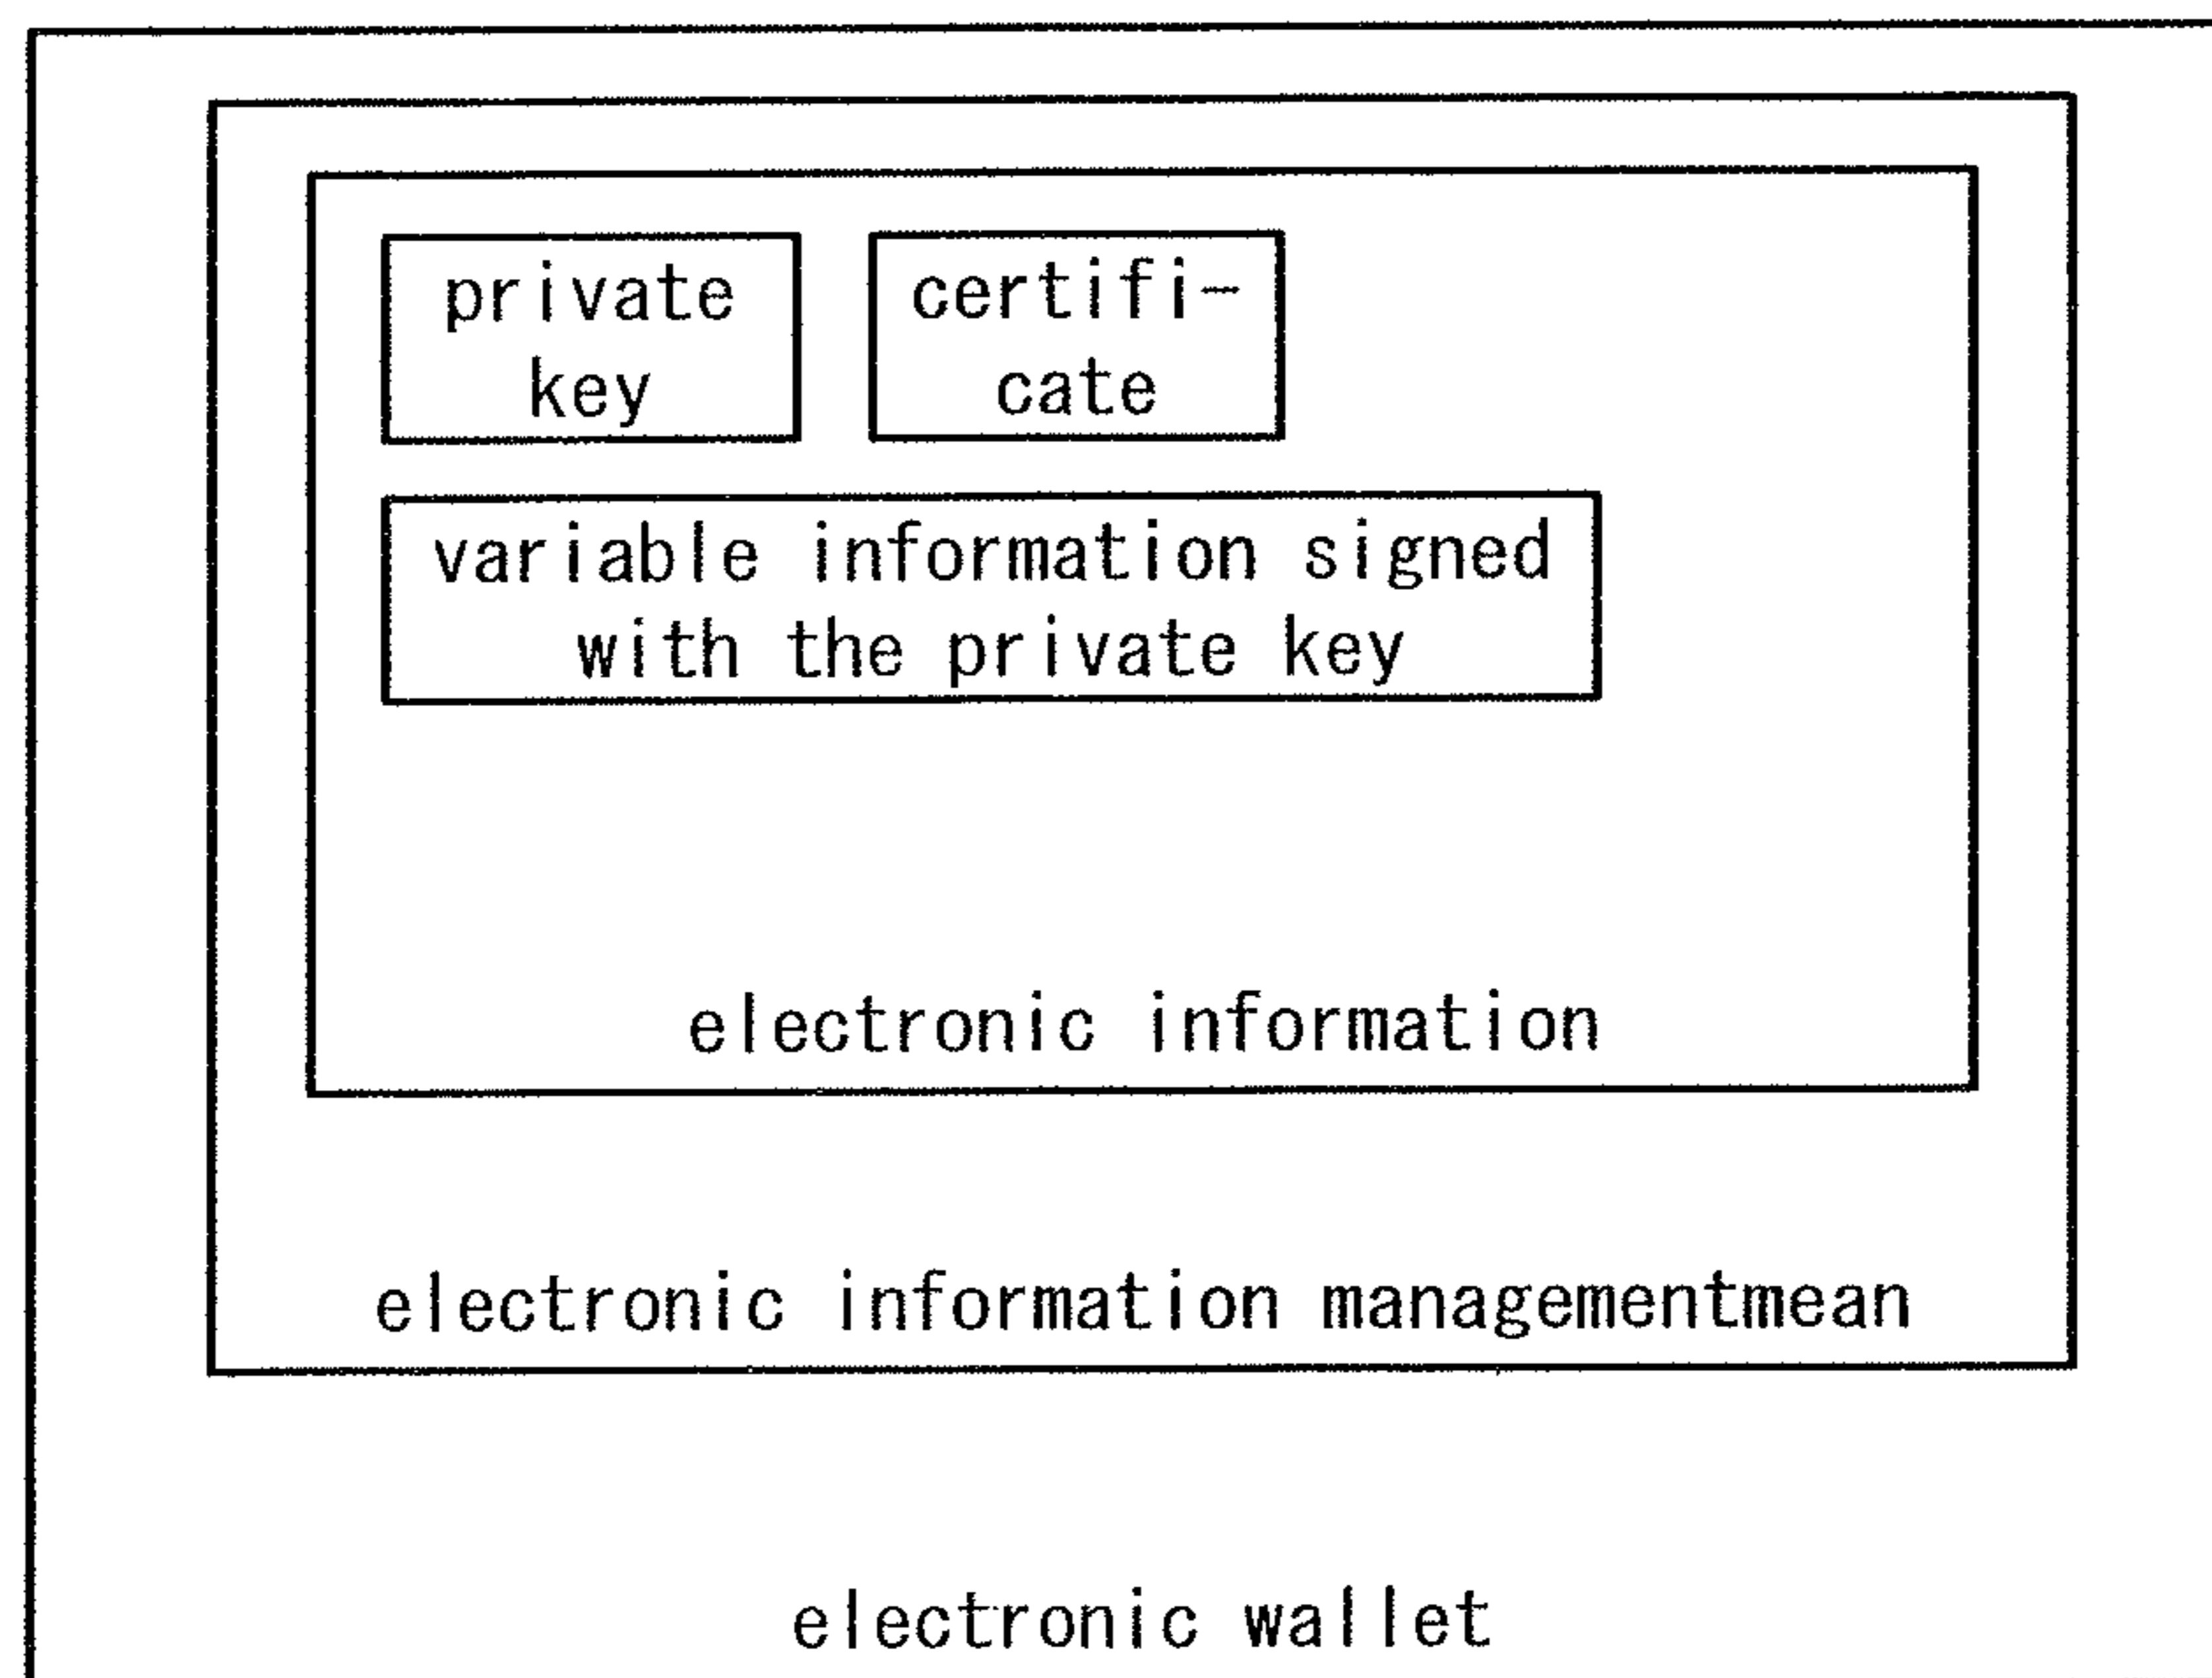 private
key
certifi-
cate
variable information signed
with the private key
electronic information
electronic information managementmean
electronic wallet